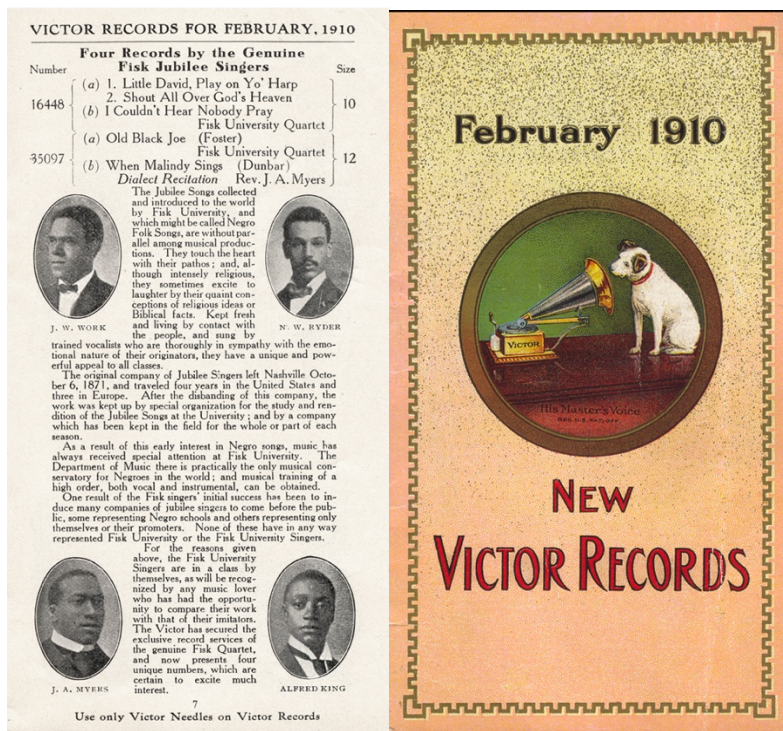 VICTOR RECORDS FOR FEBRUARY, 1910
Four Records by the Genuine
Number Fisk Jubilee Singers Size
(a) 1. Little David, Play on Yo' Harp
2. Shout All Over God's Heaven
16448 10
(b) I Couldn't Hear Nobody Pray
Fisk University Quartet
(a) Old Black Joe (Foster)
Fisk University Quartet
35097 12
(b) When Malindy Sings (Dunbar)
Dialect Recitation Rev. J. A. Myers
The Jubilee Songs collected
and introduced to the world
by Fisk University, and
which might be called Negro
Folk Songs, are without par-
allel among musical produc-
tions. They touch the heart
with their pathos; and, al-
though intensely religious,
they sometimes excite to
laughter by their quaint con-
ceptions of religious ideas or
Biblical facts. Kept fresh
and living by contact with
the people, and sung by
J. W. WORK
N. W. RYDER
trained vocalists who are thoroughly in sympathy with the emo-
tional nature of their originators, they have a unique and pow-
erful appeal to all classes.
The original company of Jubilee Singers left Nashville Octo-
ber 6, 1871, and traveled four years in the United States and
three in Europe. After the disbanding of this company, the
work was kept up by special organization for the study and ren-
dition of the Jubilee Songs at the University; and by a company
which has been kept in the field for the whole or part of each
season.
As a result of this early interest in Negro songs, music has
always received special attention at Fisk University. The
Department of Music there is practically the only musical con-
servatory for Negroes in the world; and musical training of a
high order, both vocal and instrumental, can be obtained.
One result of the Fisk singers' initial success has been to in-
duce many companies of jubilee singers to come before the pub-
lic, some representing Negro schools and others representing only
themselves or their promoters. None of these have in any way
represented Fisk University or the Fisk University Singers.
For the reasons given
above, the Fisk University
Singers are in a class by
themselves, as will be recog-
nized by any music lover
who has had the opportu-
nity to compare their work
with that of their imitators.
The Victor has secured the
exclusive record services of
the genuine Fisk Quartet,
and now presents four
unique numbers, which are
certain to excite much
interest.
J. A. MYERS
ALFRED KING
7
Use only Victor Needles on Victor Records
February 1910
VICTOR
His Master's Voice
REG. U.S. PAT. OFF.
NEW
VICTOR RECORDS